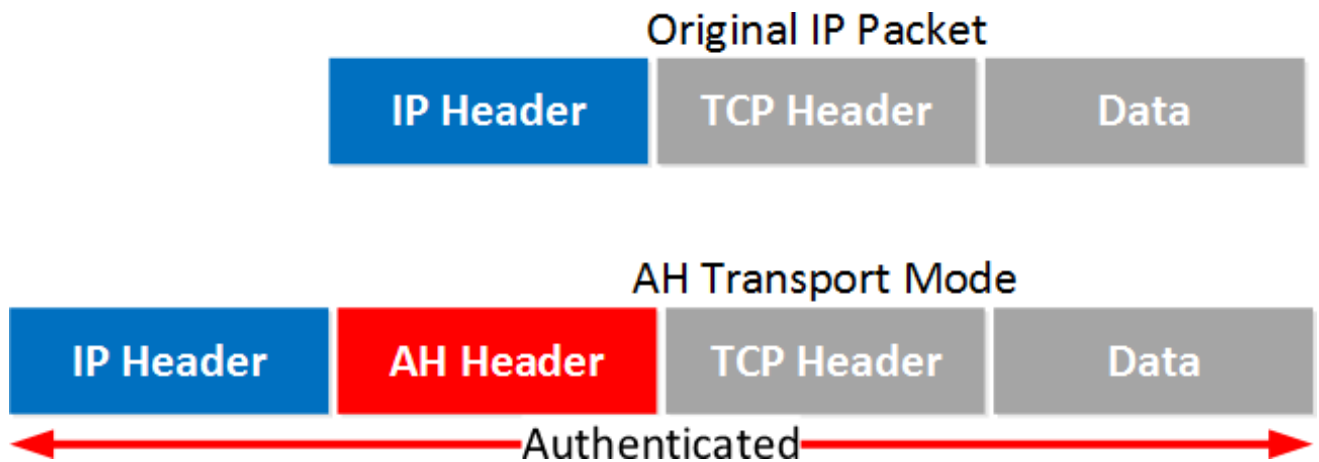 Original IP Packet
IP Header TCP Header Data
AH Transport Mode
IP Header AH Header TCP Header Data
Authenticated